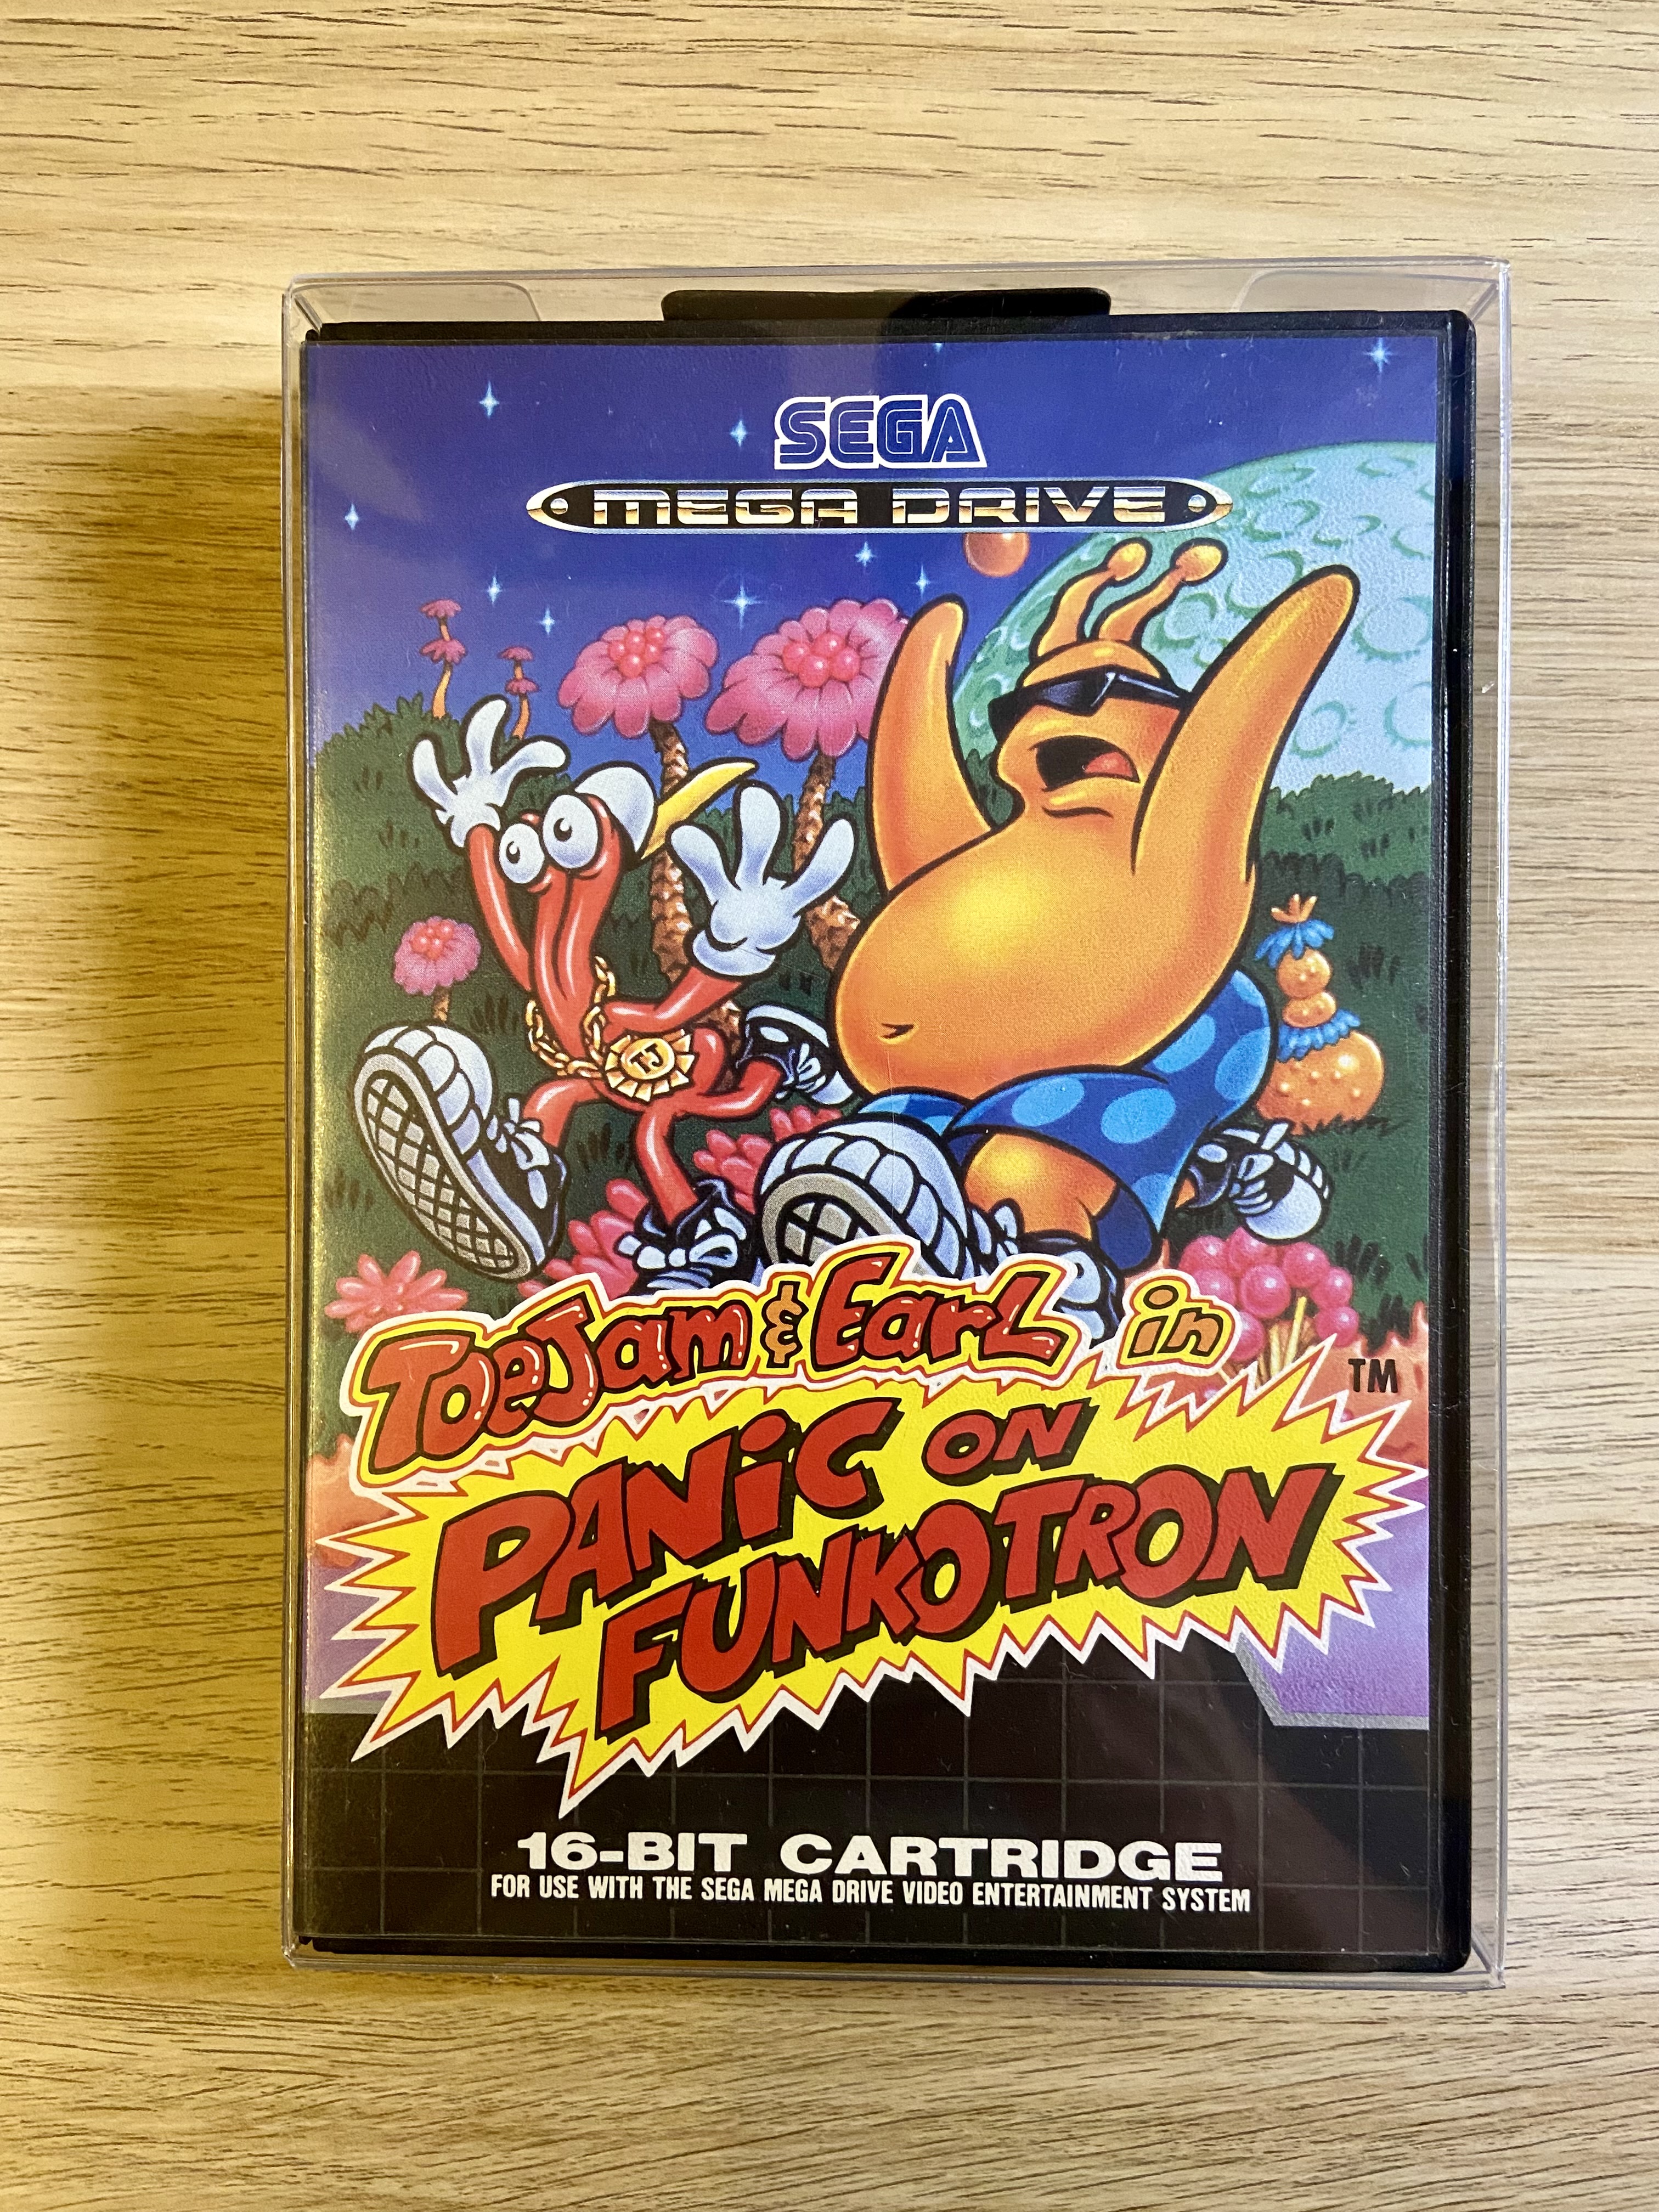 SEGA
MEGA DRIVE
TJ
ToeJam & Earl in
TM
PANiC ON
FUNKOTRON
16-BIT CARTRIDGE
FOR USE WITH THE SEGA MEGA DRIVE VIDEO ENTERTAINMENT SYSTEM